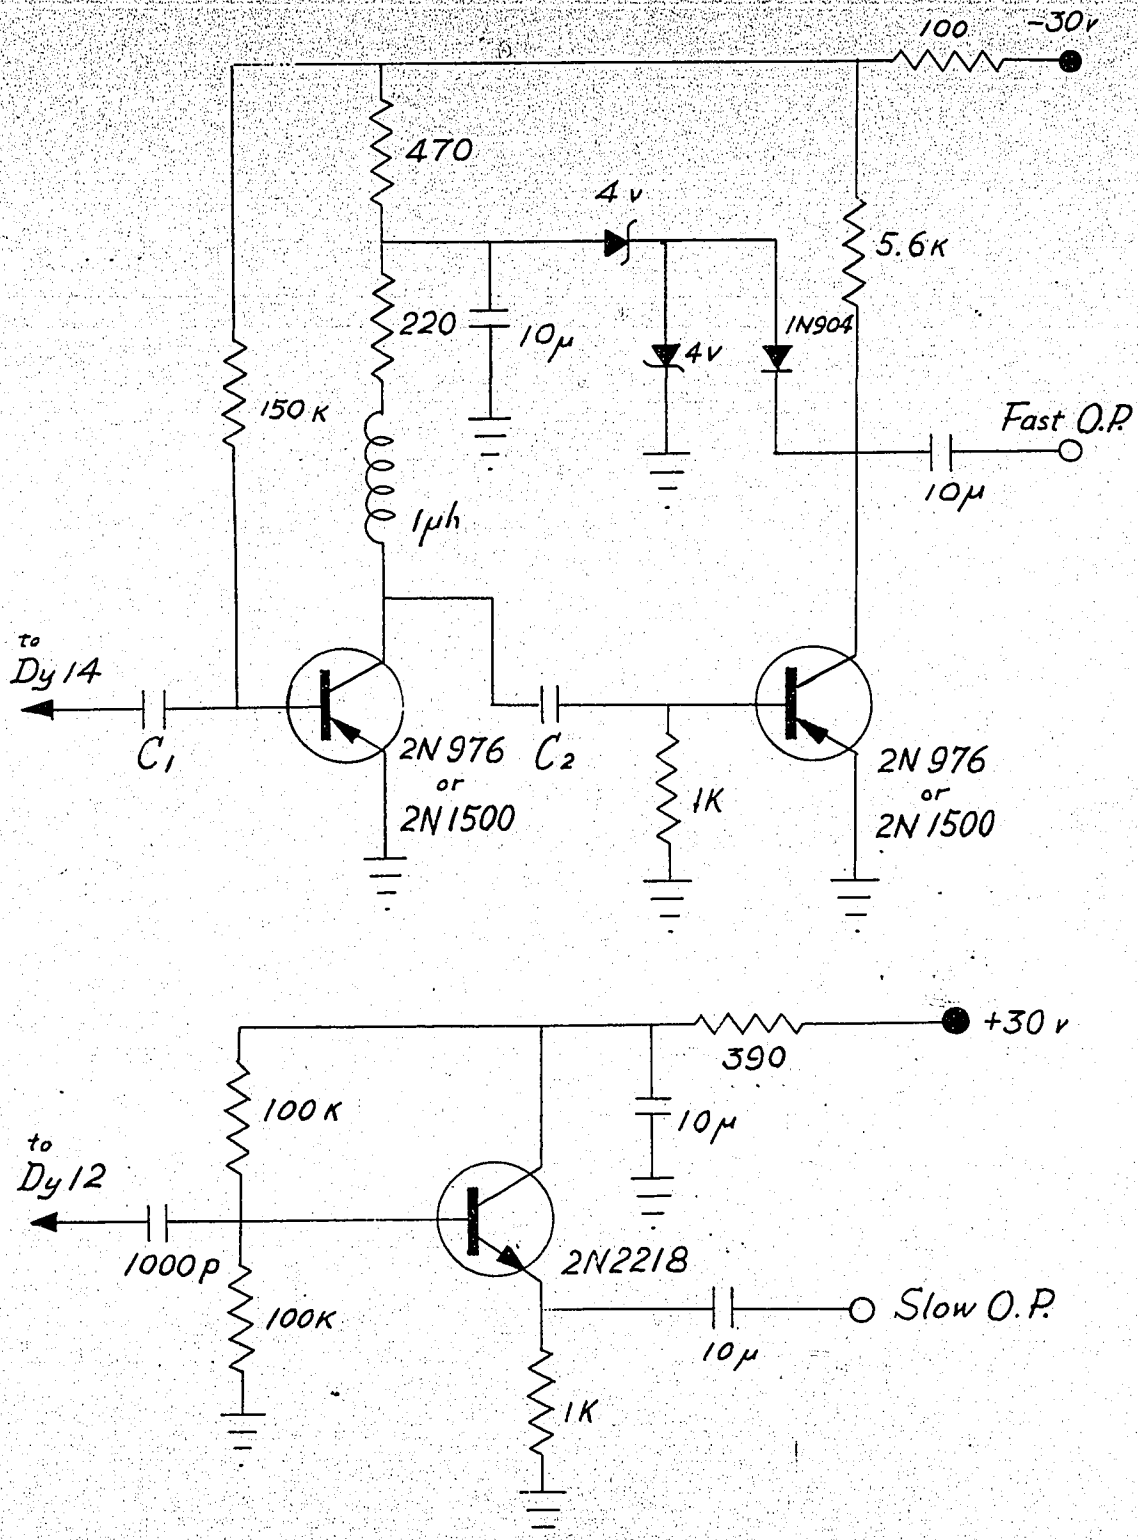 100
-30v
470
4v
5.6K
220
10μ
4v
1N904
150K
Fast O.P.
10μ
1μh
to
Dy14
C1
2N976
or
2N1500
C2
1K
2N976
or
2N1500
+30v
390
100K
10μ
to
Dy12
1000p
2N2218
100K
Slow O.P.
10μ
1K